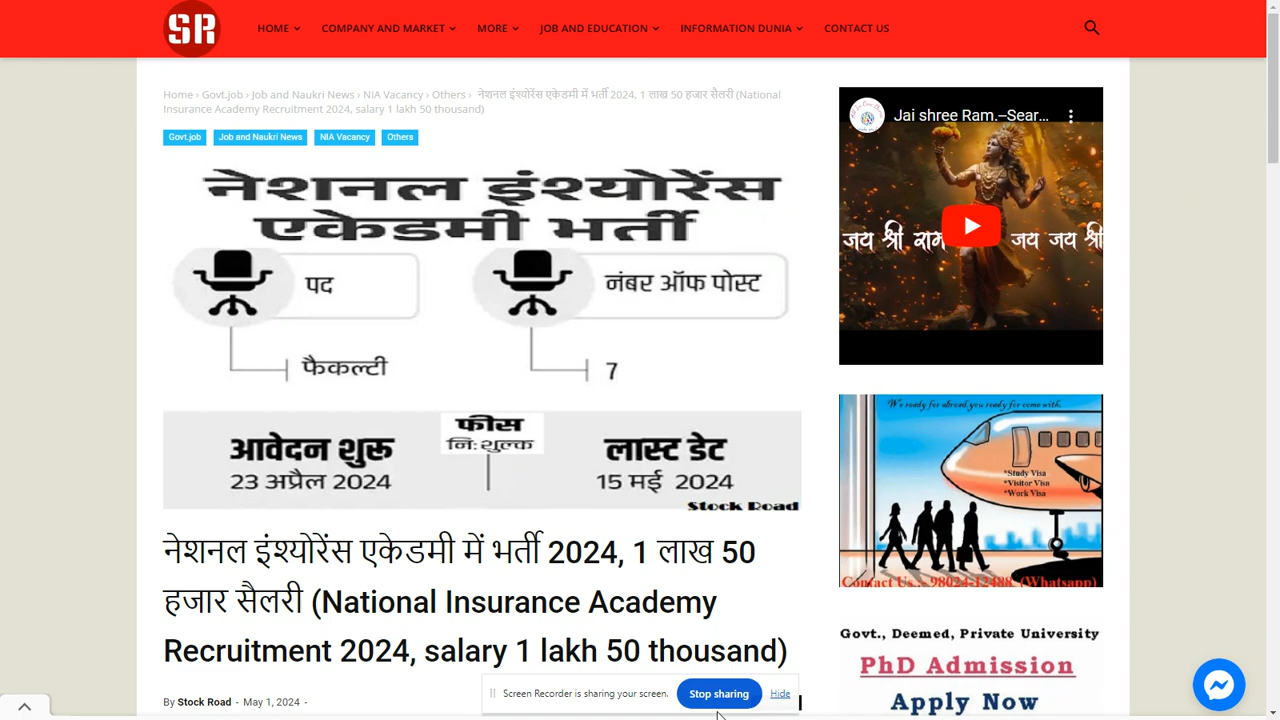 SR
HOME
COMPANY AND MARKET
MORE
JOB AND EDUCATION
INFORMATION DUNIA
CONTACT US
Home › Govt.job › Job and Naukri News › NIA Vacancy › Others › नेशनल इंश्योरेंस एकेडमी में भर्ती 2024, 1 लाख 50 हजार सैलरी (National
Insurance Academy Recruitment 2024, salary 1 lakh 50 thousand)
Govt.job
Job and Naukri News
NIA Vacancy
Others
नेशनल इंश्योरेंस
एकेडमी भर्ती
पद
नंबर ऑफ पोस्ट
फैकल्टी
7
आवेदन शुरू
23 अप्रैल 2024
फीस
निःशुल्क
लास्ट डेट
15 मई 2024
Stock Road
नेशनल इंश्योरेंस एकेडमी में भर्ती 2024, 1 लाख 50
हजार सैलरी (National Insurance Academy
Recruitment 2024, salary 1 lakh 50 thousand)
By Stock Road - May 1, 2024 -
Jai shree Ram.–Sear...
जय श्री राम
जय जय श्री
We ready for abroad,you ready for come with.
*Study Visa
*Visitor Visa
*Work Visa
Contact Us :- 98024-12488 (Whatsapp)
Govt., Deemed, Private University
PhD Admission
Apply Now
Screen Recorder is sharing your screen.
Stop sharing
Hide